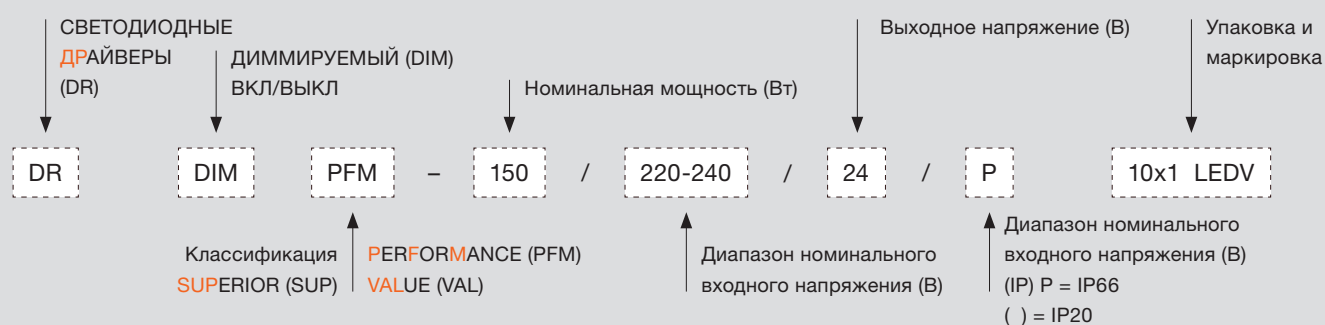 СВЕТОДИОДНЫЕ
ДРАЙВЕРЫ
(DR)
ДИММИРУЕМЫЙ (DIM)
ВКЛ/ВЫКЛ
Номинальная мощность (Вт)
Выходное напряжение (В)
Упаковка и
маркировка
DR DIM PFM – 150 / 220-240 / 24 / P 10x1 LEDV
Классификация
SUPERIOR (SUP)
PERFORMANCE (PFM)
VALUE (VAL)
Диапазон номинального
входного напряжения (В)
Диапазон номинального
входного напряжения (В)
(IP) P = IP66
( ) = IP20